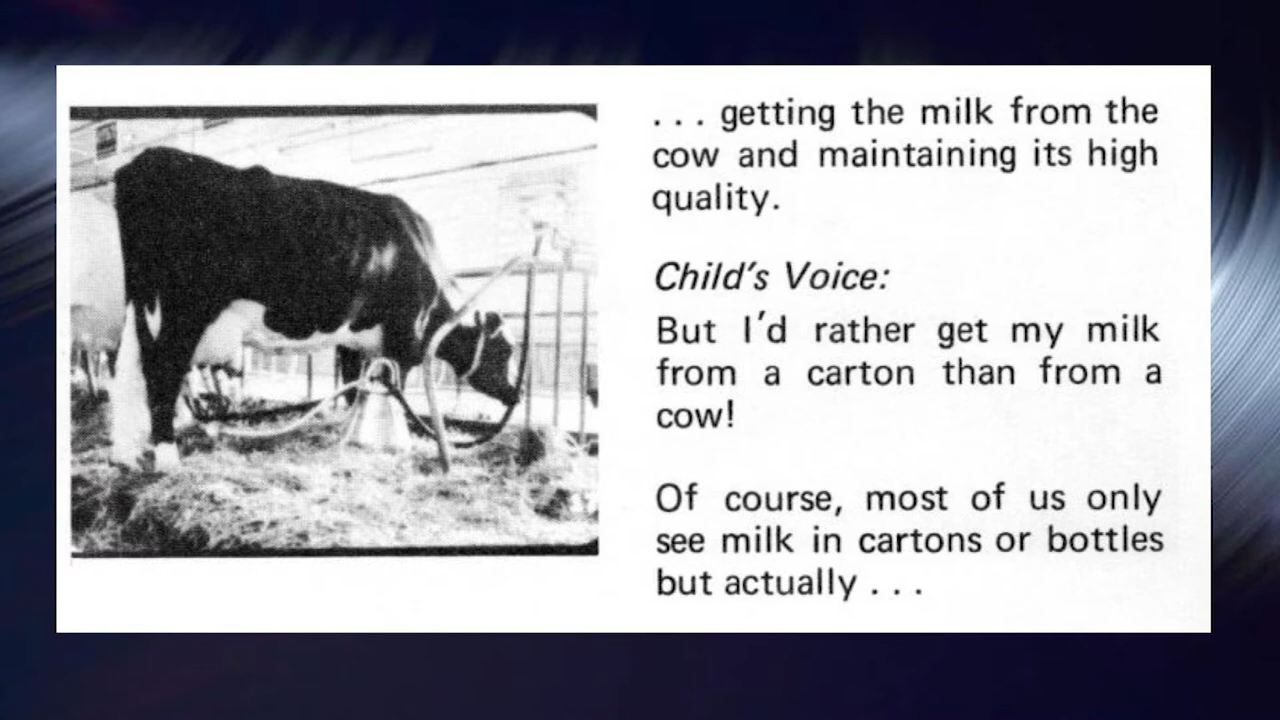 . . . getting the milk from the
cow and maintaining its high
quality.
Child's Voice:
But I'd rather get my milk
from a carton than from a
cow!
Of course, most of us only
see milk in cartons or bottles
but actually . . .